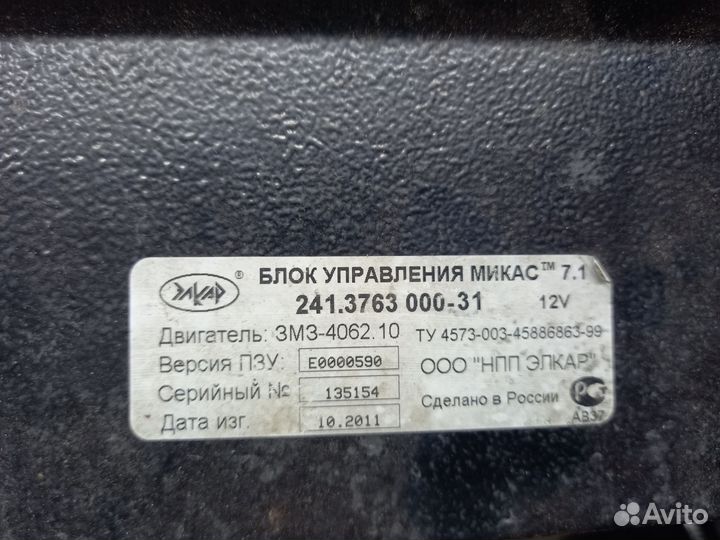 ЭЛКАР ® БЛОК УПРАВЛЕНИЯ МИКАС™ 7.1
241.3763 000-31 12V
Двигатель: ЗМЗ-4062.10 ТУ 4573-003-45886863-99
Версия ПЗУ: E0000590 ООО "НПП ЭЛКАР"
Серийный № 135154
Сделано в России РСТ
Дата изг. 10.2011 АВ37
Avito